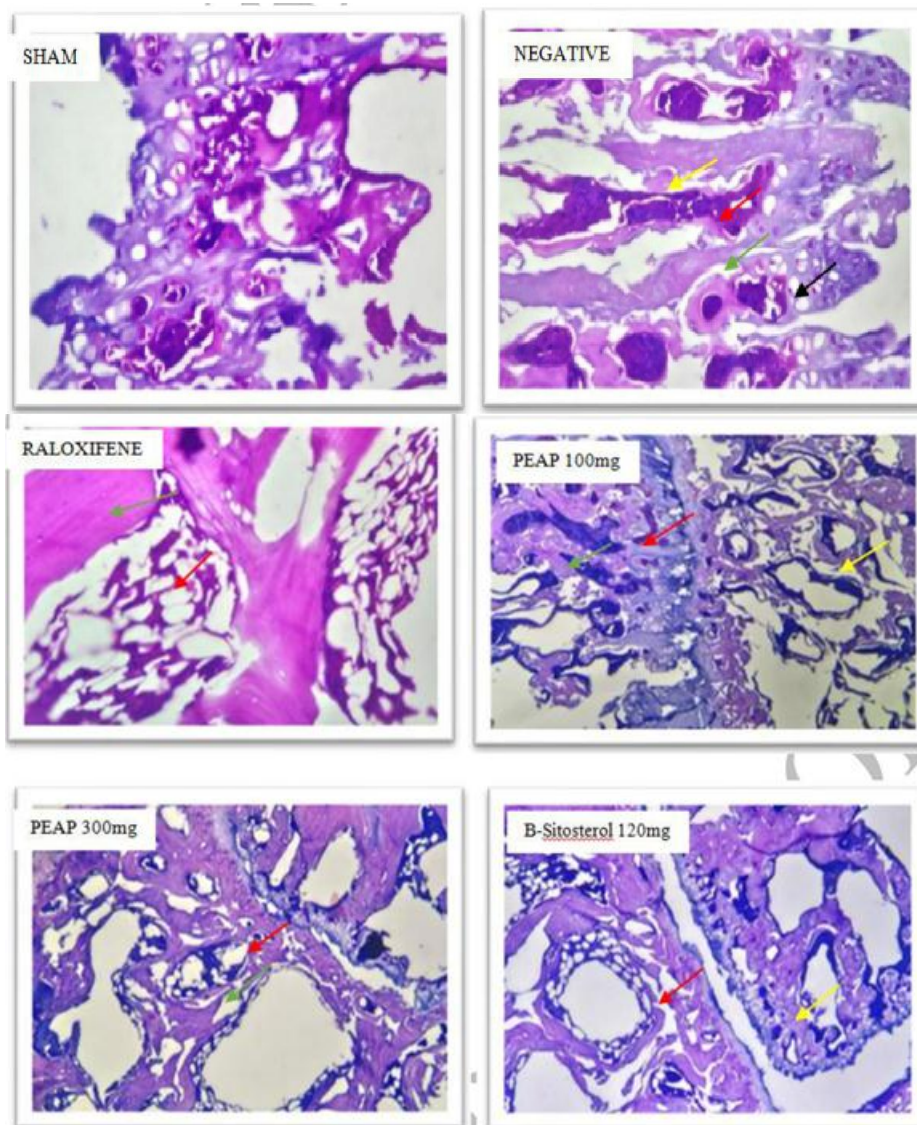 SHAM
NEGATIVE
RALOXIFENE
PEAP 100mg
PEAP 300mg
B-Sitosterol 120mg